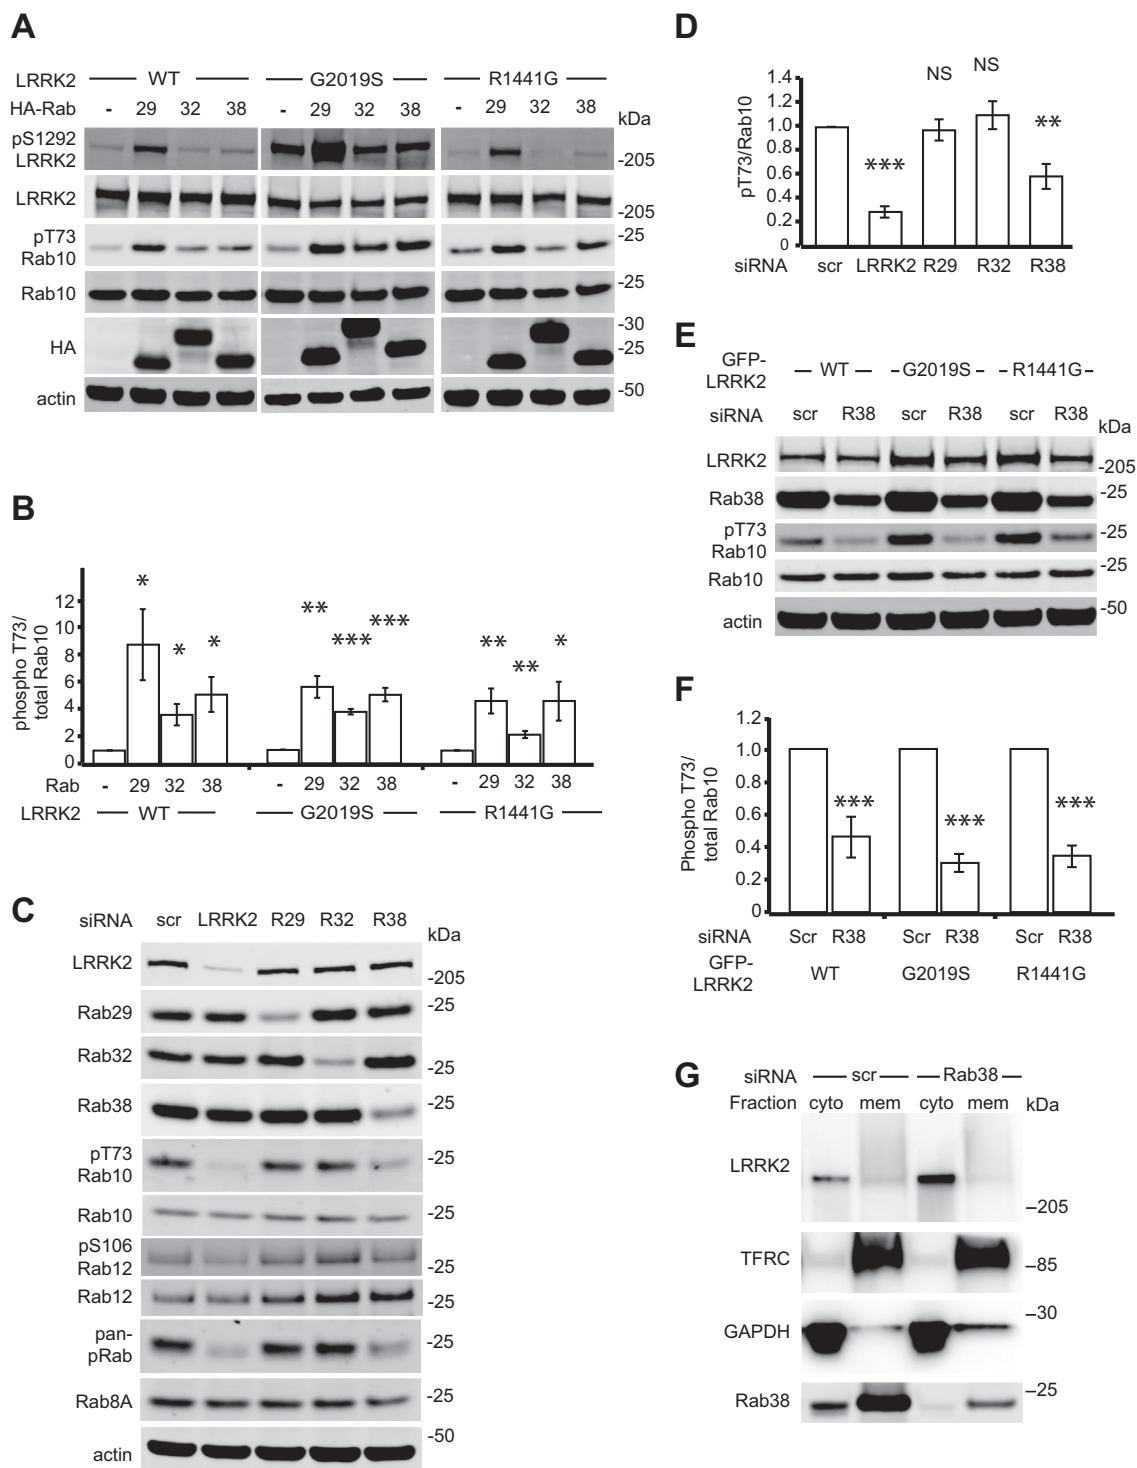 A
LRRK2 WT G2019S R1441G
HA-Rab - 29 32 38 - 29 32 38 - 29 32 38
kDa
pS1292
LRRK2
-205
LRRK2
-205
pT73
Rab10
-25
Rab10
-25
HA
-30
-25
actin
-50
B
phospho T73/
total Rab10
12
10
8
6
4
2
0
* * * ** *** *** ** ** *
Rab - 29 32 38 - 29 32 38 - 29 32 38
LRRK2 WT G2019S R1441G
C
siRNA scr LRRK2 R29 R32 R38
kDa
LRRK2
-205
Rab29
-25
Rab32
-25
Rab38
-25
pT73
Rab10
-25
Rab10
-25
pS106
Rab12
-25
Rab12
-25
pan-
pRab
-25
Rab8A
-25
actin
-50
D
pT73/Rab10
1.4
1.2
1.0
0.8
0.6
0.4
0.2
0
*** NS NS **
siRNA scr LRRK2 R29 R32 R38
E
GFP-
LRRK2
WT G2019S R1441G
siRNA scr R38 scr R38 scr R38
kDa
LRRK2
-205
Rab38
-25
pT73
Rab10
-25
Rab10
-25
actin
-50
F
Phospho T73/
total Rab10
1.2
1.0
0.8
0.6
0.4
0.2
0
*** *** ***
siRNA Scr R38 Scr R38 Scr R38
GFP-
LRRK2
WT G2019S R1441G
G
siRNA scr Rab38
Fraction cyto mem cyto mem kDa
LRRK2
–205
TFRC
–85
GAPDH
–30
Rab38
–25